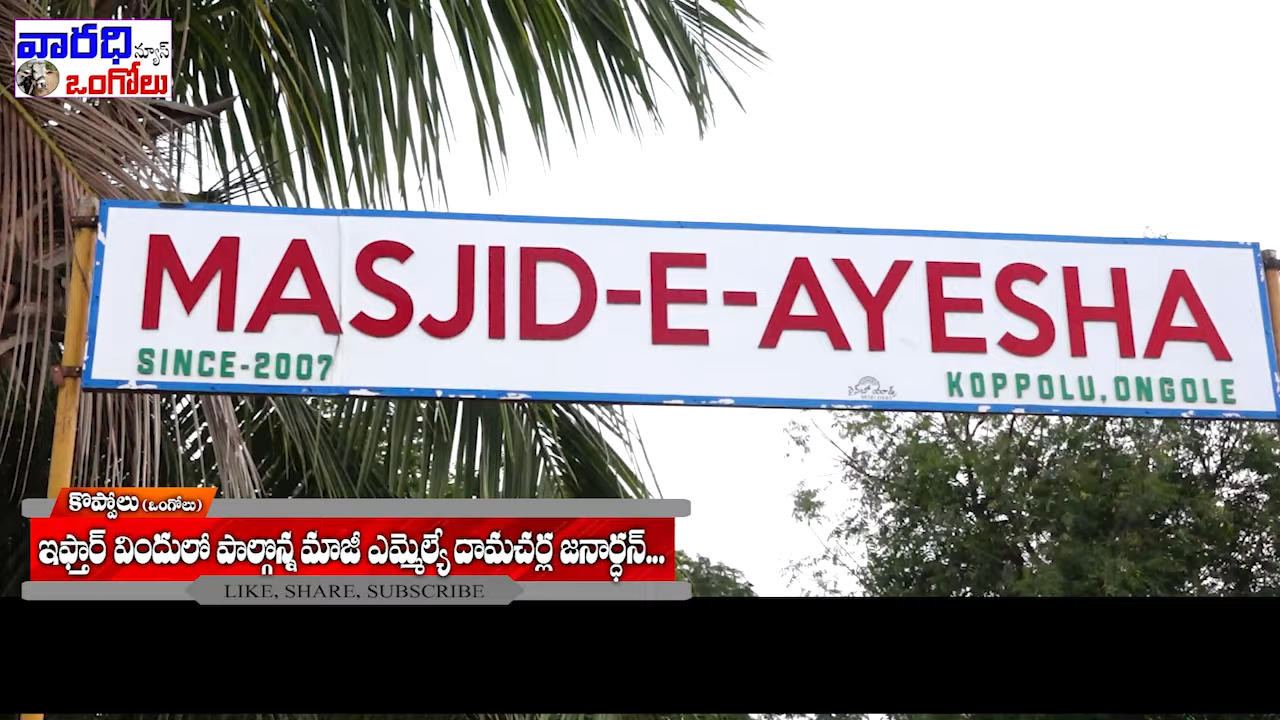 వారధి న్యూస్
ఒంగోలు
MASJID-E-AYESHA
SINCE-2007
KOPPOLU, ONGOLE
కొప్పోలు (ఒంగోలు)
ఇఫ్తార్ విందులో పాల్గొన్న మాజీ ఎమ్మెల్యే దామచర్ల జనార్ధన్...
LIKE, SHARE, SUBSCRIBE